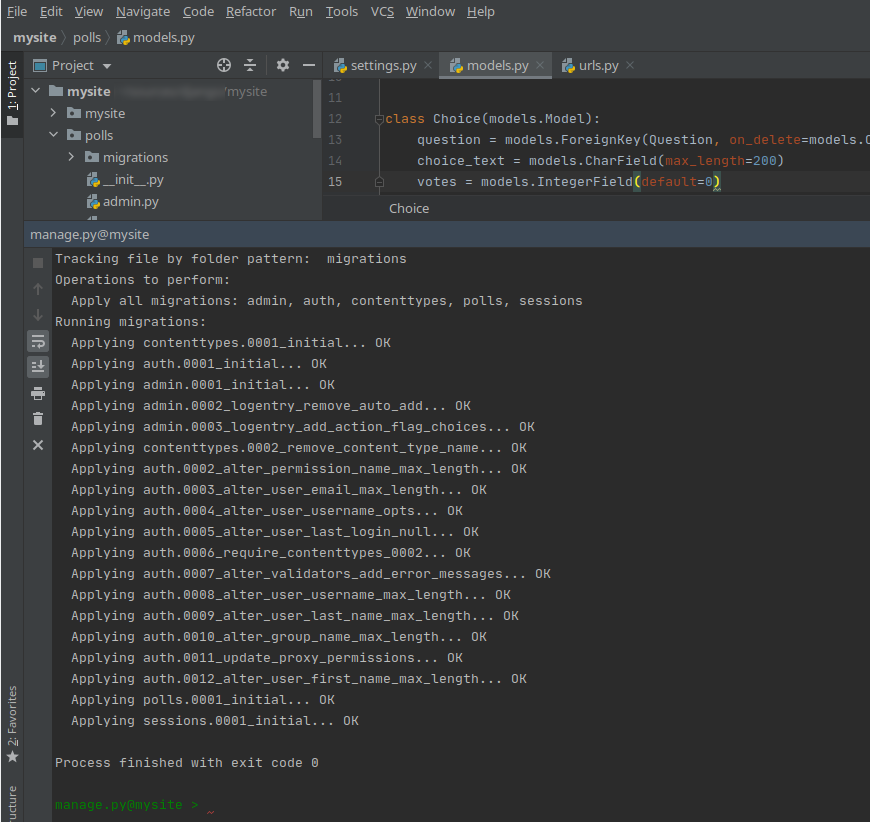 File Edit View Navigate Code Refactor Run Tools VCS Window Help
mysite polls models.py
1: Project
Project
settings.py models.py urls.py
mysite /mysite
mysite
polls
migrations
__init__.py
admin.py
11
12 class Choice(models.Model):
13 question = models.ForeignKey(Question, on_delete=models.
14 choice_text = models.CharField(max_length=200)
15 votes = models.IntegerField(default=0)
Choice
manage.py@mysite
Tracking file by folder pattern:  migrations
Operations to perform:
  Apply all migrations: admin, auth, contenttypes, polls, sessions
Running migrations:
  Applying contenttypes.0001_initial... OK
  Applying auth.0001_initial... OK
  Applying admin.0001_initial... OK
  Applying admin.0002_logentry_remove_auto_add... OK
  Applying admin.0003_logentry_add_action_flag_choices... OK
  Applying contenttypes.0002_remove_content_type_name... OK
  Applying auth.0002_alter_permission_name_max_length... OK
  Applying auth.0003_alter_user_email_max_length... OK
  Applying auth.0004_alter_user_username_opts... OK
  Applying auth.0005_alter_user_last_login_null... OK
  Applying auth.0006_require_contenttypes_0002... OK
  Applying auth.0007_alter_validators_add_error_messages... OK
  Applying auth.0008_alter_user_username_max_length... OK
  Applying auth.0009_alter_user_last_name_max_length... OK
  Applying auth.0010_alter_group_name_max_length... OK
  Applying auth.0011_update_proxy_permissions... OK
  Applying auth.0012_alter_user_first_name_max_length... OK
  Applying polls.0001_initial... OK
  Applying sessions.0001_initial... OK
Process finished with exit code 0
manage.py@mysite >
2: Favorites
ucture